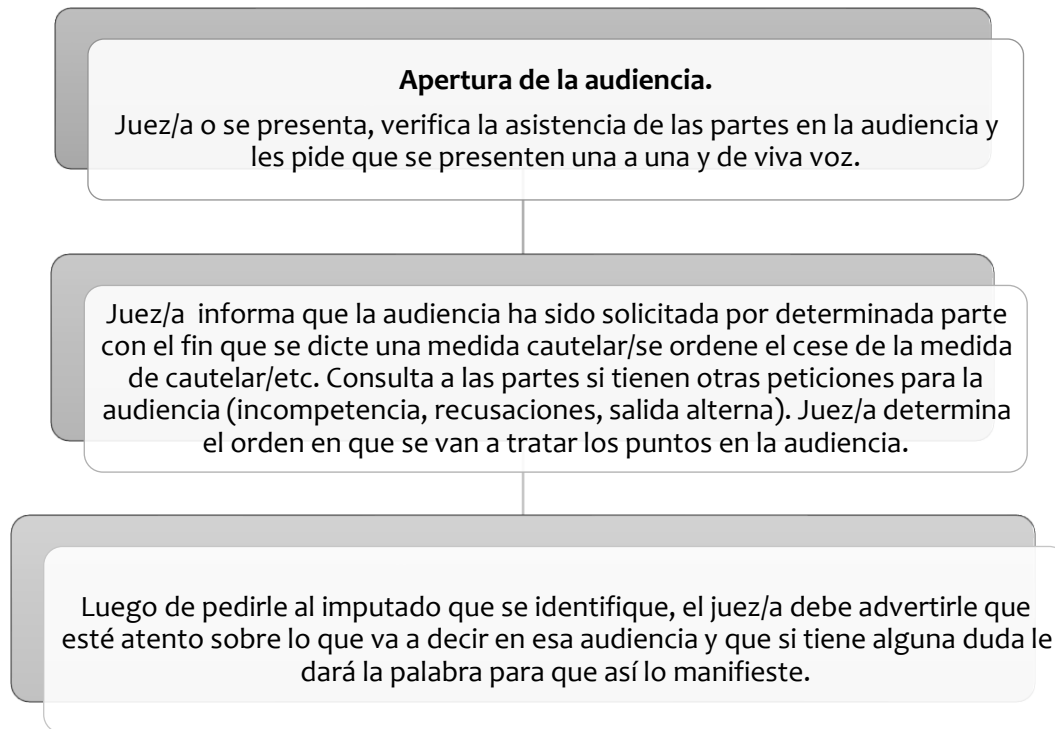 Apertura de la audiencia.
Juez/a o se presenta, verifica la asistencia de las partes en la audiencia y
les pide que se presenten una a una y de viva voz.
Juez/a informa que la audiencia ha sido solicitada por determinada parte
con el fin que se dicte una medida cautelar/se ordene el cese de la medida
de cautelar/etc. Consulta a las partes si tienen otras peticiones para la
audiencia (incompetencia, recusaciones, salida alterna). Juez/a determina
el orden en que se van a tratar los puntos en la audiencia.
Luego de pedirle al imputado que se identifique, el juez/a debe advertirle que
esté atento sobre lo que va a decir en esa audiencia y que si tiene alguna duda le
dará la palabra para que así lo manifieste.